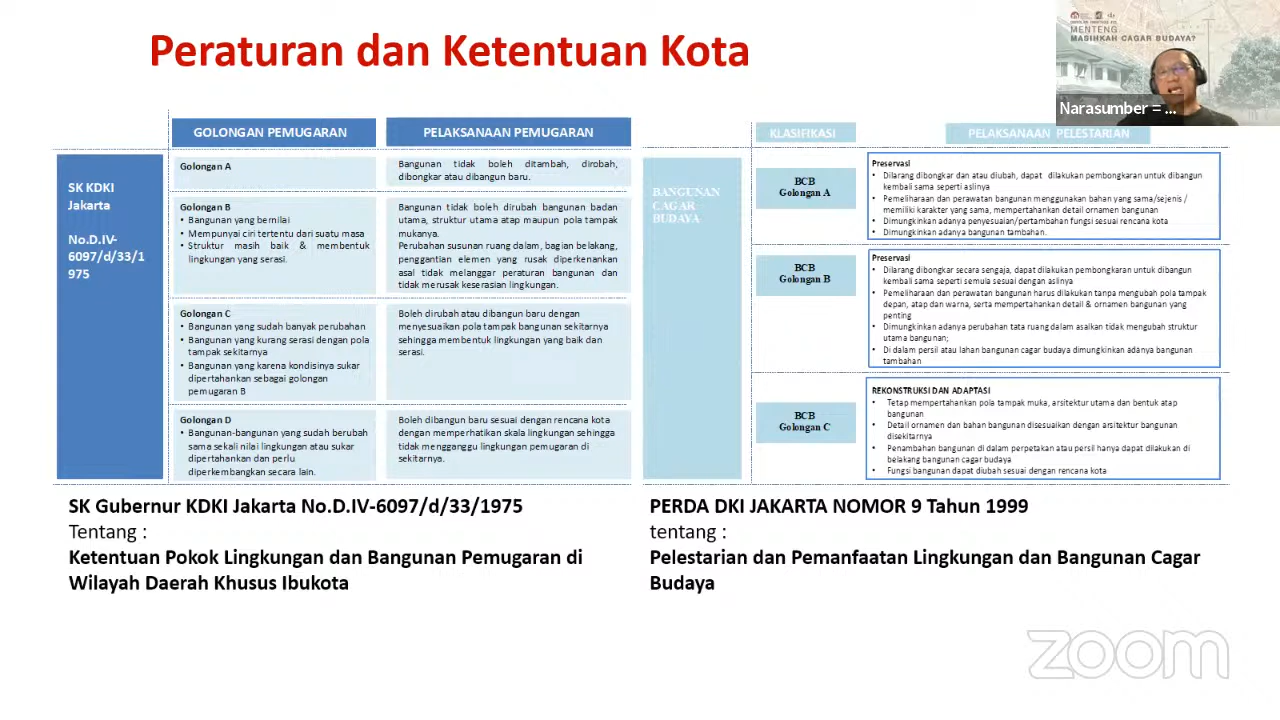 Peraturan dan Ketentuan Kota
MENTENG
MASIHKAH CAGAR BUDAYA?
Narasumber = ...
GOLONGAN PEMUGARAN
PELAKSANAAN PEMUGARAN
SK KDKI
Jakarta
No.D.IV-
6097/d/33/1
975
Golongan A
Bangunan tidak boleh ditambah, dirobah,
dibongkar atau dibangun baru.
Golongan B
• Bangunan yang bernilai
• Mempunyai ciri tertentu dari suatu masa
• Struktur masih baik & membentuk
lingkungan yang serasi.
Bangunan tidak boleh dirubah bangunan badan
utama, struktur utama atap maupun pola tampak
mukanya.
Perubahan susunan ruang dalam, bagian belakang,
penggantian elemen yang rusak diperkenankan
asal tidak melanggar peraturan bangunan dan
tidak merusak keserasian lingkungan.
Golongan C
• Bangunan yang sudah banyak perubahan
• Bangunan yang kurang serasi dengan pola
tampak sekitarnya
• Bangunan yang karena kondisinya sukar
dipertahankan sebagai golongan
pemugaran B
Boleh dirubah atau dibangun baru dengan
menyesuaikan pola tampak bangunan sekitarnya
sehingga membentuk lingkungan yang baik dan
serasi.
Golongan D
• Bangunan-bangunan yang sudah berubah
sama sekali nilai lingkungan atau sukar
dipertahankan dan perlu
diperkembangkan secara lain.
Boleh dibangun baru sesuai dengan rencana kota
dengan memperhatikan skala lingkungan sehingga
tidak mengganggu lingkungan pemugaran di
sekitarnya.
SK Gubernur KDKI Jakarta No.D.IV-6097/d/33/1975
Tentang :
Ketentuan Pokok Lingkungan dan Bangunan Pemugaran di
Wilayah Daerah Khusus Ibukota
KLASIFIKASI
PELAKSANAAN PELESTARIAN
BANGUNAN
CAGAR
BUDAYA
BCB
Golongan A
Preservasi
• Dilarang dibongkar dan atau diubah, dapat dilakukan pembongkaran untuk dibangun
kembali sama seperti aslinya
• Pemeliharaan dan perawatan bangunan menggunakan bahan yang sama/sejenis /
memiliki karakter yang sama, mempertahankan detail ornamen bangunan
• Dimungkinkan adanya penyesuaian/pertambahan fungsi sesuai rencana kota
• Dimungkinkan adanya bangunan tambahan.
BCB
Golongan B
Preservasi
• Dilarang dibongkar secara sengaja, dapat dilakukan pembongkaran untuk dibangun
kembali sama seperti semula sesuai dengan aslinya
• Pemeliharaan dan perawatan bangunan harus dilakukan tanpa mengubah pola tampak
depan, atap dan warna, serta mempertahankan detail & ornamen bangunan yang
penting
• Dimungkinkan adanya perubahan tata ruang dalam asalkan tidak mengubah struktur
utama bangunan;
• Di dalam persil atau lahan bangunan cagar budaya dimungkinkan adanya bangunan
tambahan
BCB
Golongan C
REKONSTRUKSI DAN ADAPTASI
• Tetap mempertahankan pola tampak muka, arsitektur utama dan bentuk atap
bangunan
• Detail ornamen dan bahan bangunan disesuaikan dengan arsitektur bangunan
disekitarnya
• Penambahan bangunan di dalam perpetakan atau persil hanya dapat dilakukan di
belakang bangunan cagar budaya
• Fungsi bangunan dapat diubah sesuai dengan rencana kota
PERDA DKI JAKARTA NOMOR 9 Tahun 1999
tentang :
Pelestarian dan Pemanfaatan Lingkungan dan Bangunan Cagar
Budaya
zoom